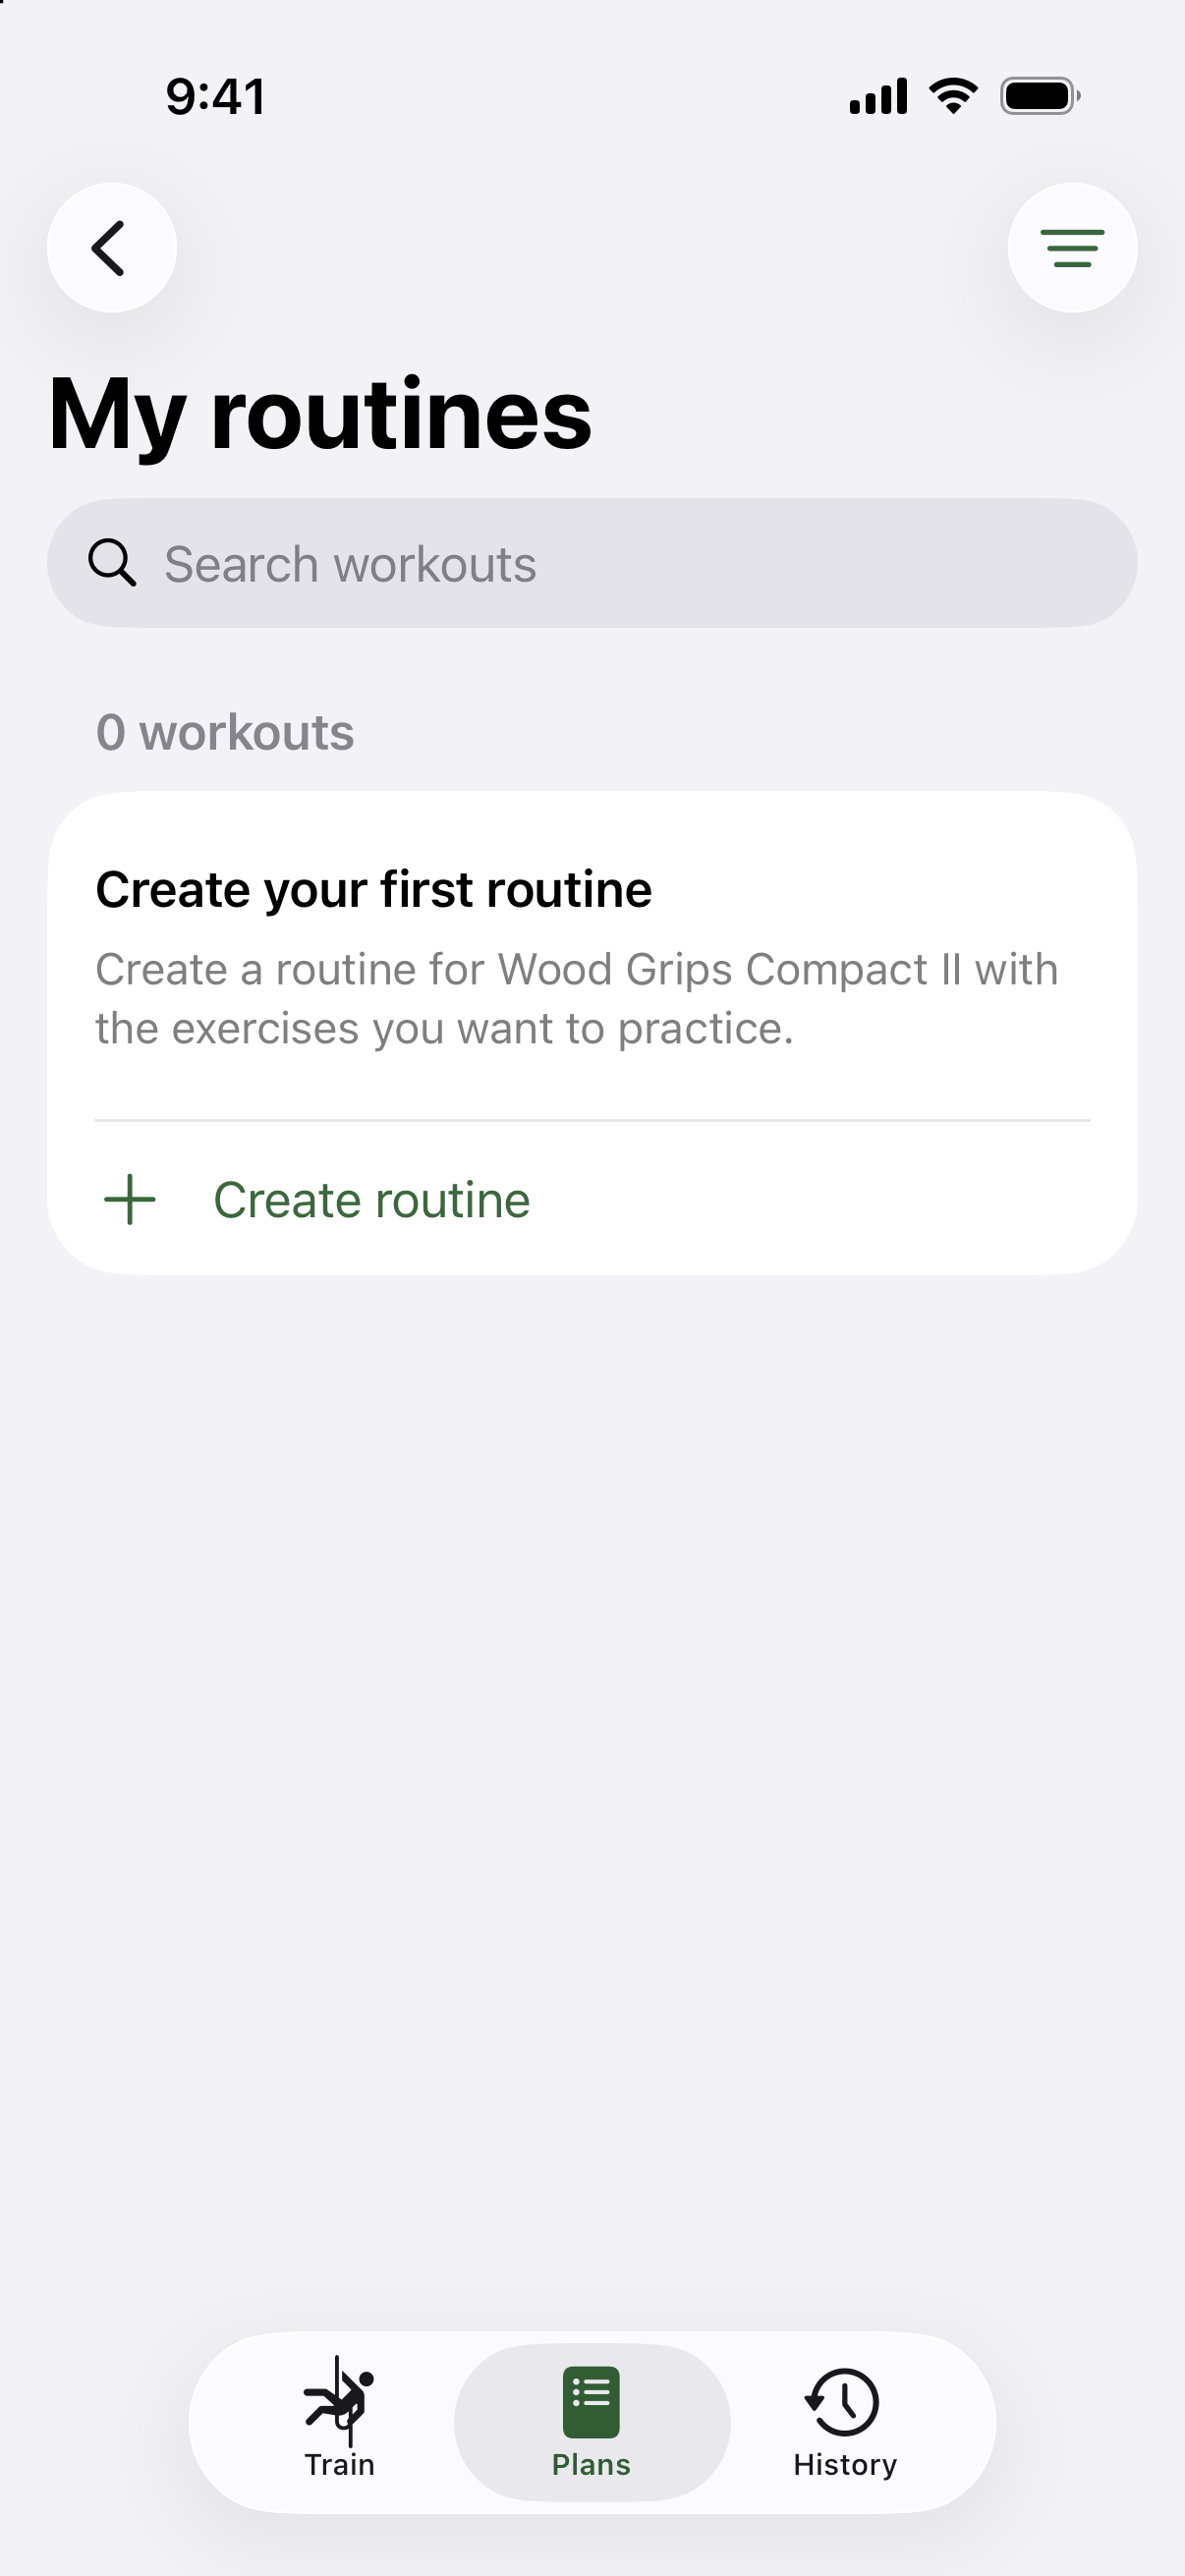 9:41
My routines
Search workouts
0 workouts
Create your first routine
Create a routine for Wood Grips Compact II with
the exercises you want to practice.
Create routine
Train
Plans
History